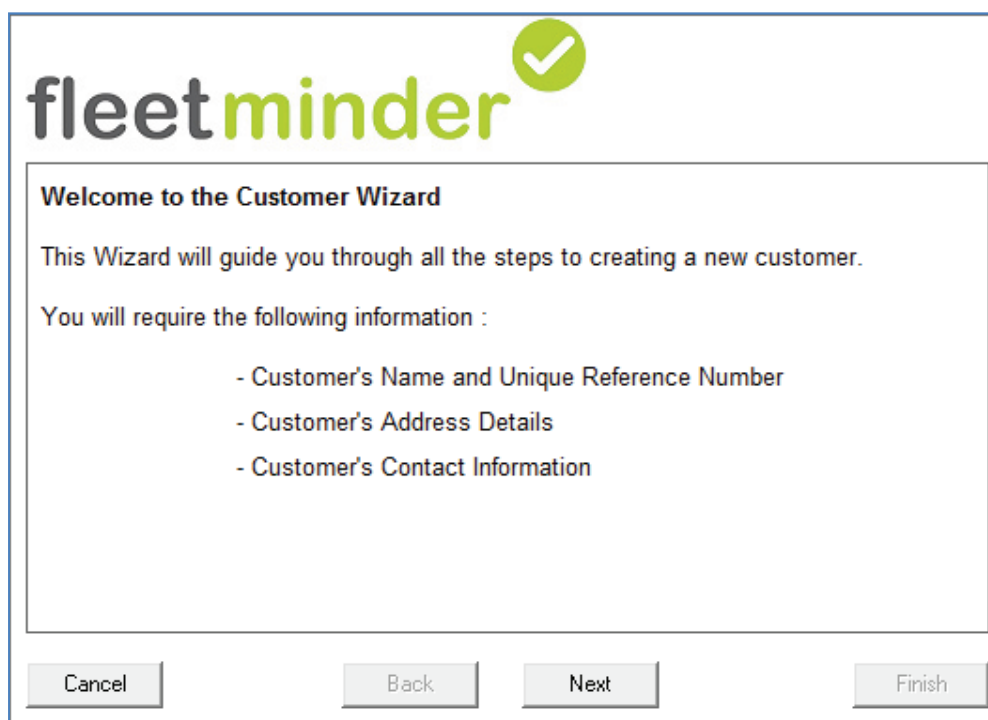 fleetminder
Welcome to the Customer Wizard
This Wizard will guide you through all the steps to creating a new customer.
You will require the following information :
- Customer's Name and Unique Reference Number
- Customer's Address Details
- Customer's Contact Information
Cancel Back Next Finish